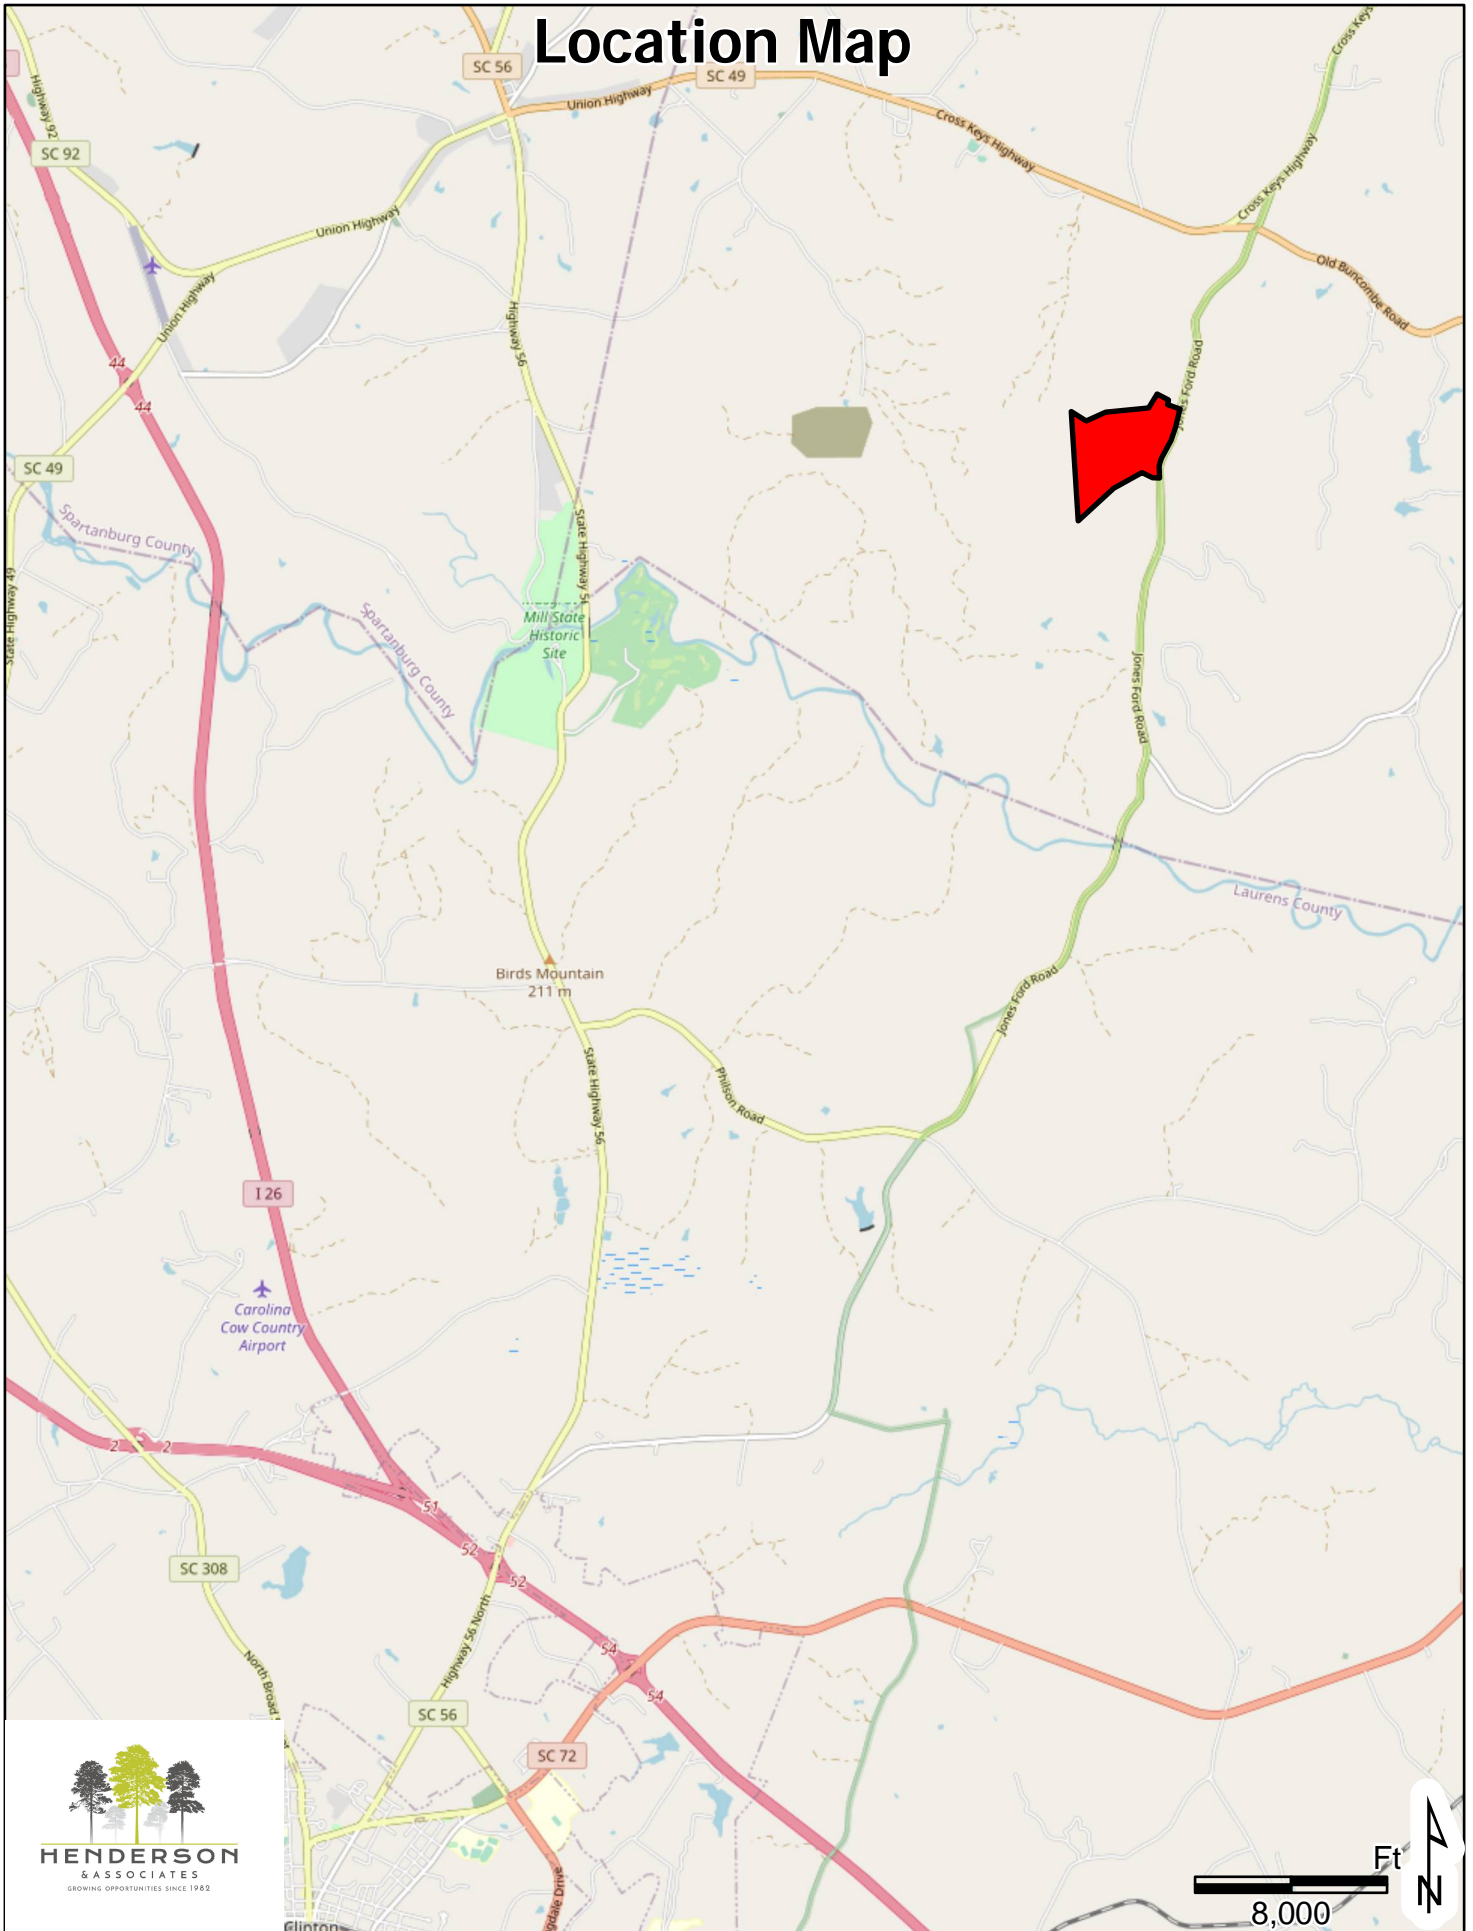 Location Map
Cross Keys
SC 56
SC 49
Highway 92
Union Highway
Cross Keys Highway
SC 92
Cross Keys Highway
Union Highway
Old Buncombe Road
Union Highway
Highway 56
Jones Ford Road
44
44
SC 49
Spartanburg County
State Highway 56
State Highway 49
Spartanburg County
Mill State
Historic
Site
Jones Ford Road
Laurens County
Birds Mountain
211 m
Jones Ford Road
State Highway 56
Philson Road
I 26
Carolina
Cow Country
Airport
2
2
51
52
52
SC 308
Highway 56 North
54
54
North Broad
SC 56
SC 72
HENDERSON
& ASSOCIATES
GROWING OPPORTUNITIES SINCE 1982
gdale Drive
Clinton
Ft
8,000
N